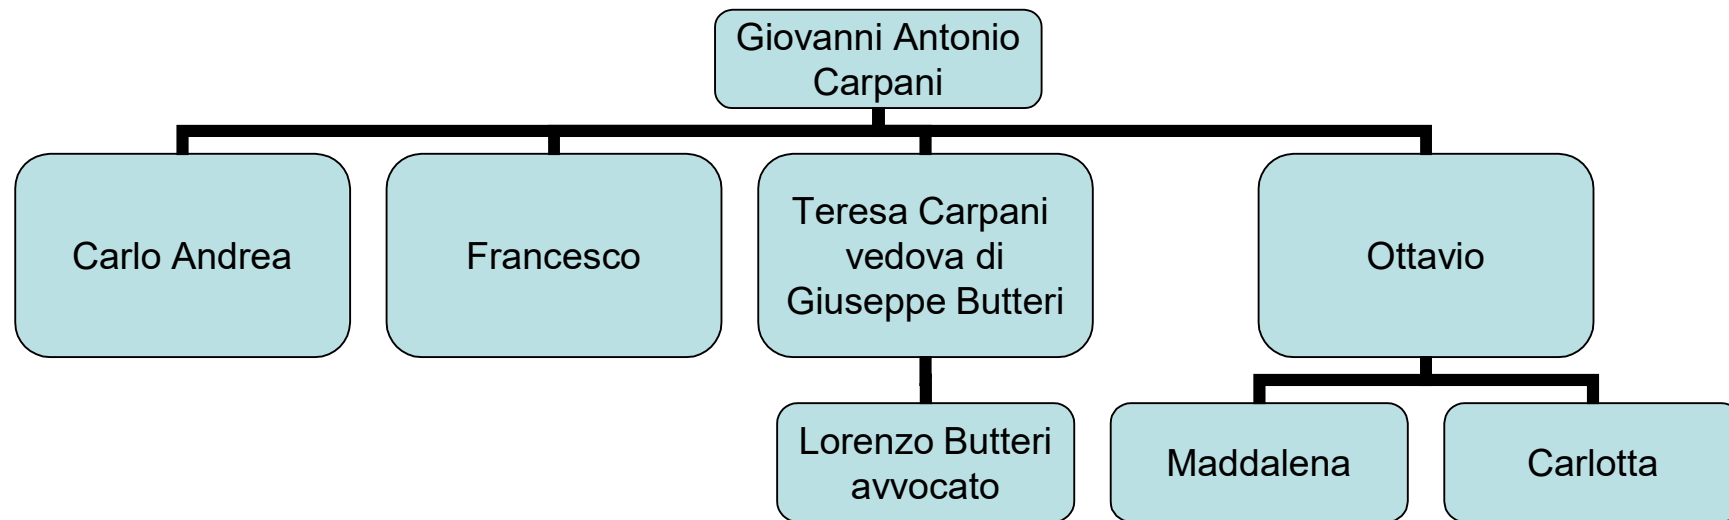 Giovanni Antonio
Carpani
Carlo Andrea
Francesco
Teresa Carpani
vedova di
Giuseppe Butteri
Ottavio
Lorenzo Butteri
avvocato
Maddalena
Carlotta